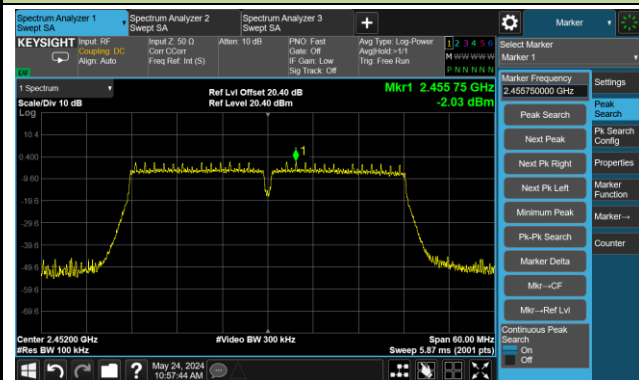 Spectrum Analyzer 1
Swept SA
Spectrum Analyzer 2
Swept SA
Spectrum Analyzer 3
Swept SA
Marker
KEYSIGHT
Input: RF
Coupling: DC
Align: Auto
Input Z: 50 Ω
Corr CCorr
Freq Ref: Int (S)
Atten: 10 dB
PNO: Fast
Gate: Off
IF Gain: Low
Sig Track: Off
Avg Type: Log-Power
Avg|Hold:>1/1
Trig: Free Run
1 2 3 4 5 6
M W W W W W
P N N N N N
LVI
1 Spectrum
Scale/Div 10 dB
Log
Ref Lvl Offset 20.40 dB
Ref Level 20.40 dBm
Mkr1 2.455 75 GHz
-2.03 dBm
1
10.4
0.400
-9.60
-19.6
-29.6
-39.6
-49.6
-59.6
-69.6
Center 2.45200 GHz
#Res BW 100 kHz
#Video BW 300 kHz
Span 60.00 MHz
Sweep 5.87 ms (2001 pts)
May 24, 2024
10:57:44 AM
Select Marker
Marker 1
Marker Frequency
2.455750000 GHz
Peak Search
Next Peak
Next Pk Right
Next Pk Left
Minimum Peak
Pk-Pk Search
Marker Delta
Mkr→CF
Mkr→Ref Lvl
Continuous Peak
Search
On
Off
Settings
Peak
Search
Pk Search
Config
Properties
Marker
Function
Marker→
Counter